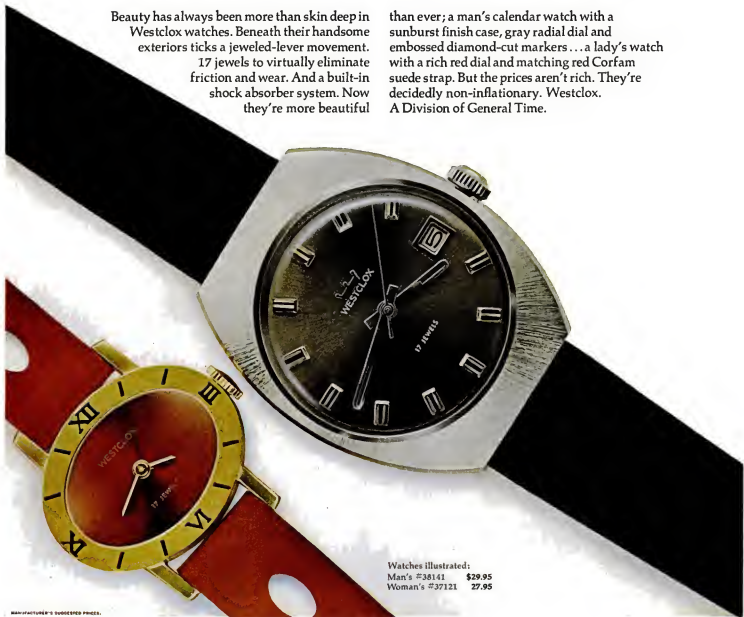 Beauty has always been more than skin deep in
Westclox watches. Beneath their handsome
exteriors ticks a jeweled-lever movement.
17 jewels to virtually eliminate
friction and wear. And a built-in
shock absorber system. Now
they're more beautiful
than ever; a man's calendar watch with a
sunburst finish case, gray radial dial and
embossed diamond-cut markers...a lady's watch
with a rich red dial and matching red Corfam
suede strap. But the prices aren't rich. They're
decidedly non-inflationary. Westclox.
A Division of General Time.
15
WESTCLOX
17 JEWELS
XII
III
WESTCLOX
17 JEWELS
VI
IX
Watches illustrated:
Man's #38141 $29.95
Woman's #37121 27.95
MANUFACTURER'S SUGGESTED PRICES.